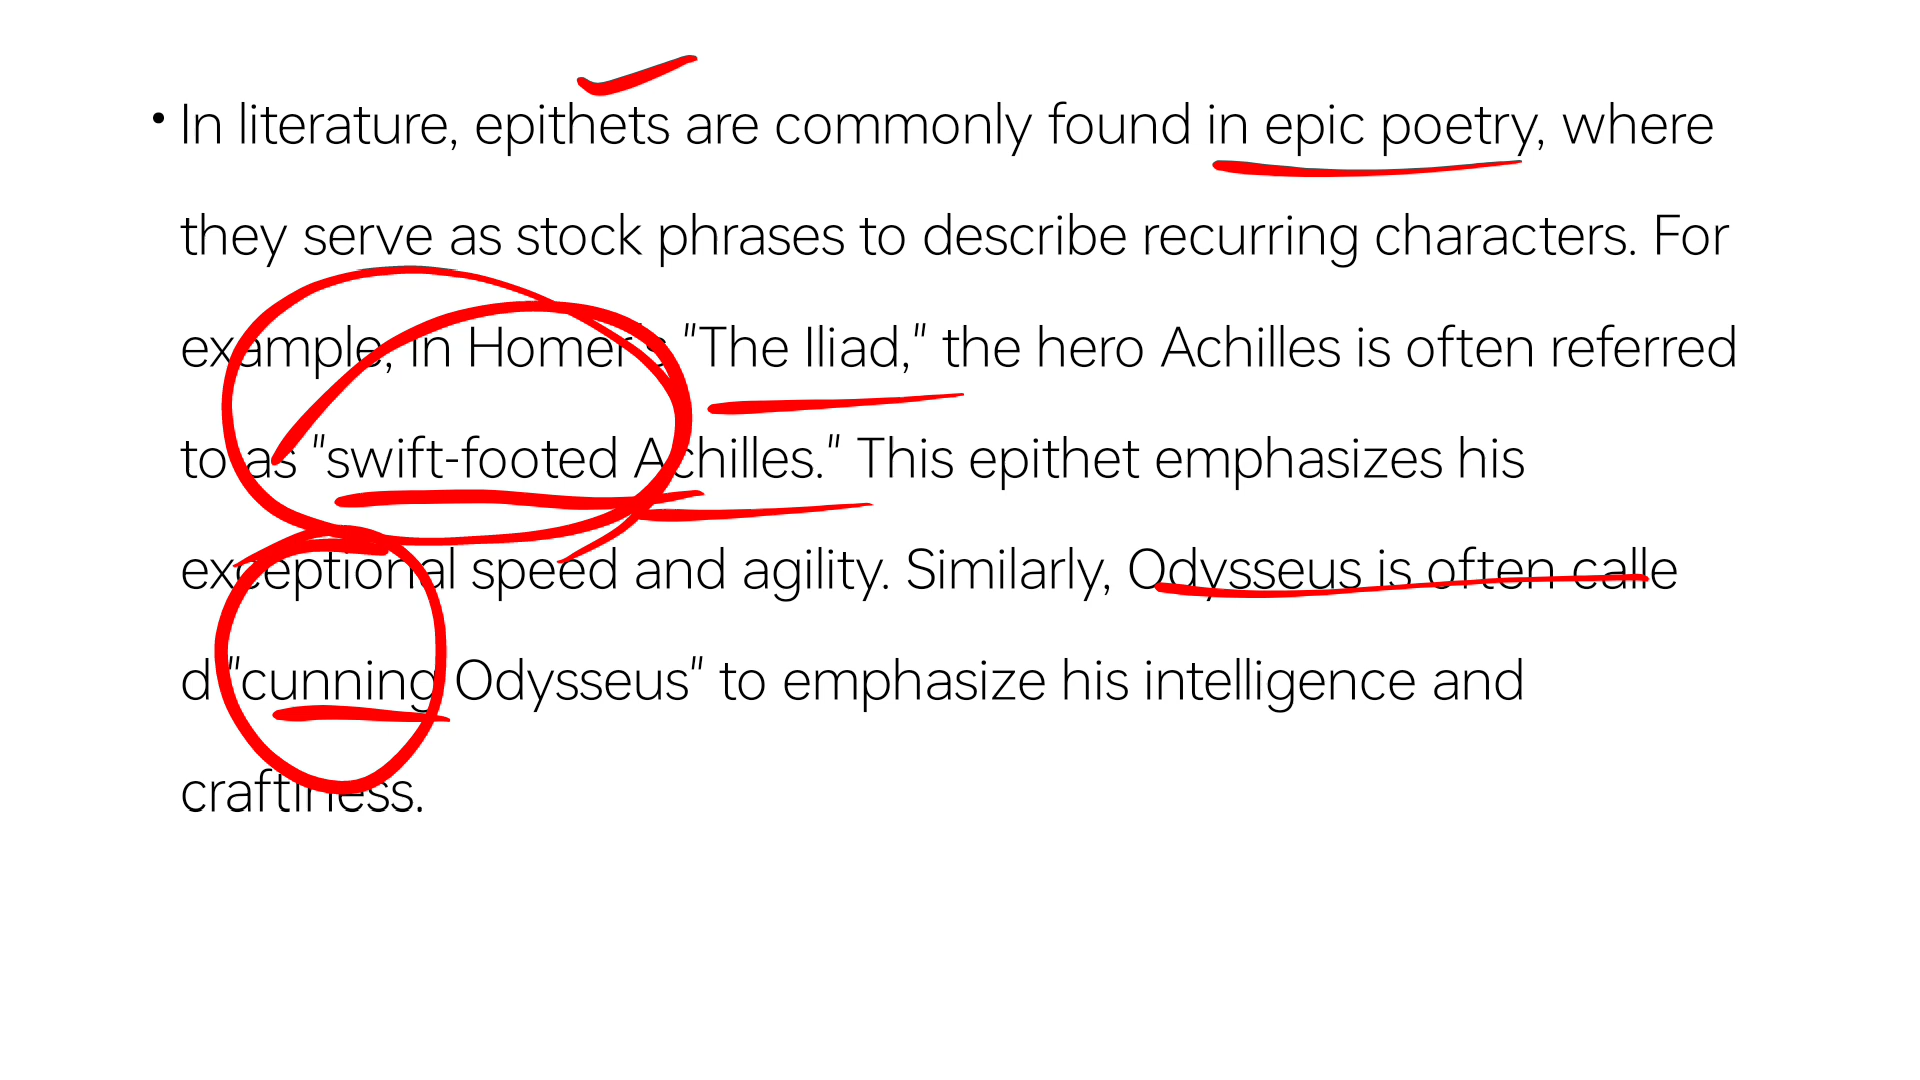 • In literature, epithets are commonly found in epic poetry, where
they serve as stock phrases to describe recurring characters. For
example, in Homer's "The Iliad," the hero Achilles is often referred
to as "swift-footed Achilles." This epithet emphasizes his
exceptional speed and agility. Similarly, Odysseus is often calle
d "cunning Odysseus" to emphasize his intelligence and
craftiness.